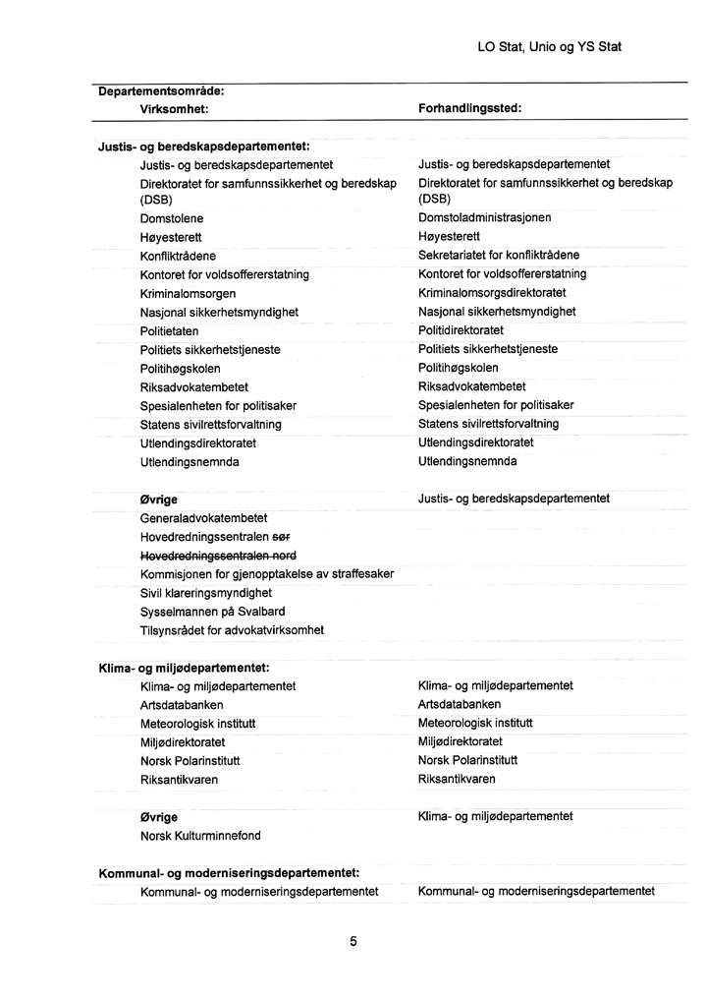 LO Stat, Unio og YS Stat
Departementsområde:
Virksomhet: Forhandlingssted:
Justis- og beredskapsdepartementet:
Justis- og beredskapsdepartementet Justis- og beredskapsdepartementet
Direktoratet for samfunnssikkerhet og beredskap Direktoratet for samfunnssikkerhet og beredskap
(DSB) (DSB)
Domstolene Domstoladministrasjonen
Høyesterett Høyesterett
Konfliktrådene Sekretariatet for konfliktrådene
Kontoret for voldsoffererstatning Kontoret for voldsoffererstatning
Kriminalomsorgen Kriminalomsorgsdirektoratet
Nasjonal sikkerhetsmyndighet Nasjonal sikkerhetsmyndighet
Politietaten Politidirektoratet
Politiets sikkerhetstjeneste Politiets sikkerhetstjeneste
Politihøgskolen Politihøgskolen
Riksadvokatembetet Riksadvokatembetet
Spesialenheten for politisaker Spesialenheten for politisaker
Statens sivilrettsforvaltning Statens sivilrettsforvaltning
Utlendingsdirektoratet Utlendingsdirektoratet
Utlendingsnemnda Utlendingsnemnda
Øvrige Justis- og beredskapsdepartementet
Generaladvokatembetet
Hovedredningssentralen sør
Hovedredningssentralen nord
Kommisjonen for gjenopptakelse av straffesaker
Sivil klareringsmyndighet
Sysselmannen på Svalbard
Tilsynsrådet for advokatvirksomhet
Klima- og miljødepartementet:
Klima- og miljødepartementet Klima- og miljødepartementet
Artsdatabanken Artsdatabanken
Meteorologisk institutt Meteorologisk institutt
Miljødirektoratet Miljødirektoratet
Norsk Polarinstitutt Norsk Polarinstitutt
Riksantikvaren Riksantikvaren
Øvrige Klima- og miljødepartementet
Norsk Kulturminnefond
Kommunal- og moderniseringsdepartementet:
Kommunal- og moderniseringsdepartementet Kommunal- og moderniseringsdepartementet
5